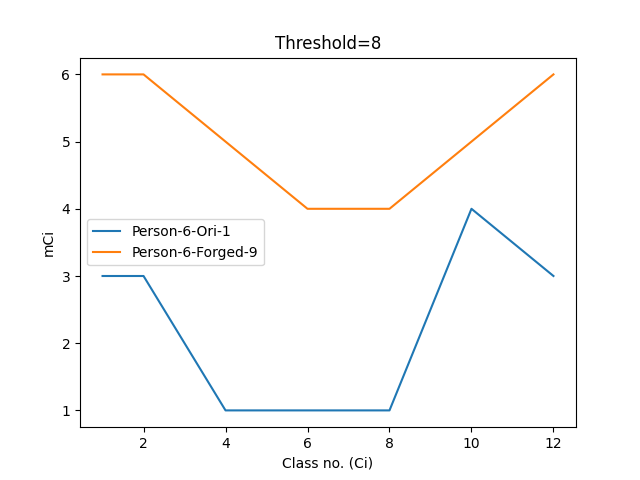 Threshold=8
6
5
4
3
2
1
mCi
Person-6-Ori-1
Person-6-Forged-9
2 4 6 8 10 12
Class no. (Ci)